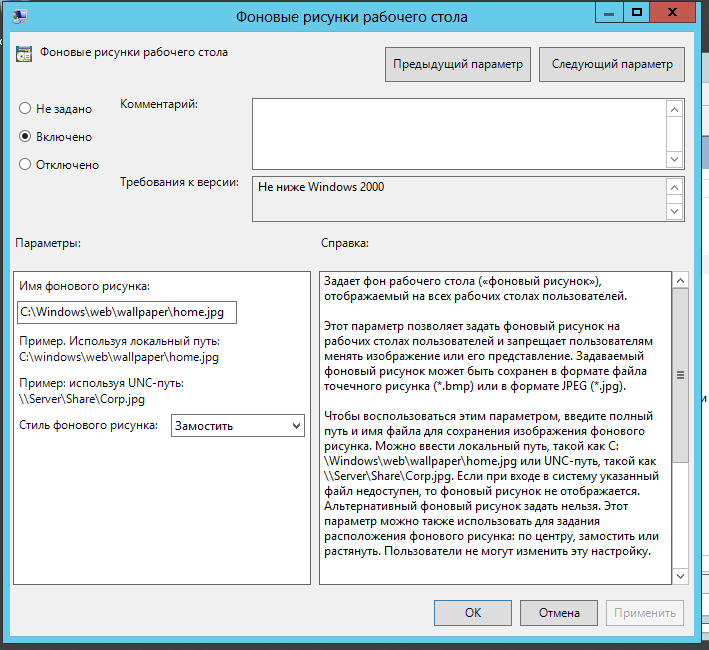 Фоновые рисунки рабочего стола
Фоновые рисунки рабочего стола
Предыдущий параметр
Следующий параметр
Не задано
Включено
Отключено
Комментарий:
Требования к версии:
Не ниже Windows 2000
Параметры:
Справка:
Имя фонового рисунка:
C:\Windows\web\wallpaper\home.jpg
Пример. Используя локальный путь:
C:\windows\web\wallpaper\home.jpg
Пример: используя UNC-путь:
\\Server\Share\Corp.jpg
Стиль фонового рисунка:
Замостить
Задает фон рабочего стола («фоновый рисунок»),
отображаемый на всех рабочих столах пользователей.
Этот параметр позволяет задать фоновый рисунок на
рабочих столах пользователей и запрещает пользователям
менять изображение или его представление. Задаваемый
фоновый рисунок может быть сохранен в формате файла
точечного рисунка (*.bmp) или в формате JPEG (*.jpg).
Чтобы воспользоваться этим параметром, введите полный
путь и имя файла для сохранения изображения фонового
рисунка. Можно ввести локальный путь, такой как C:
\Windows\web\wallpaper\home.jpg или UNC-путь, такой как
\\Server\Share\Corp.jpg. Если при входе в систему указанный
файл недоступен, то фоновый рисунок не отображается.
Альтернативный фоновый рисунок задать нельзя. Этот
параметр можно также использовать для задания
расположения фонового рисунка: по центру, замостить или
растянуть. Пользователи не могут изменить эту настройку.
ОК
Отмена
Применить